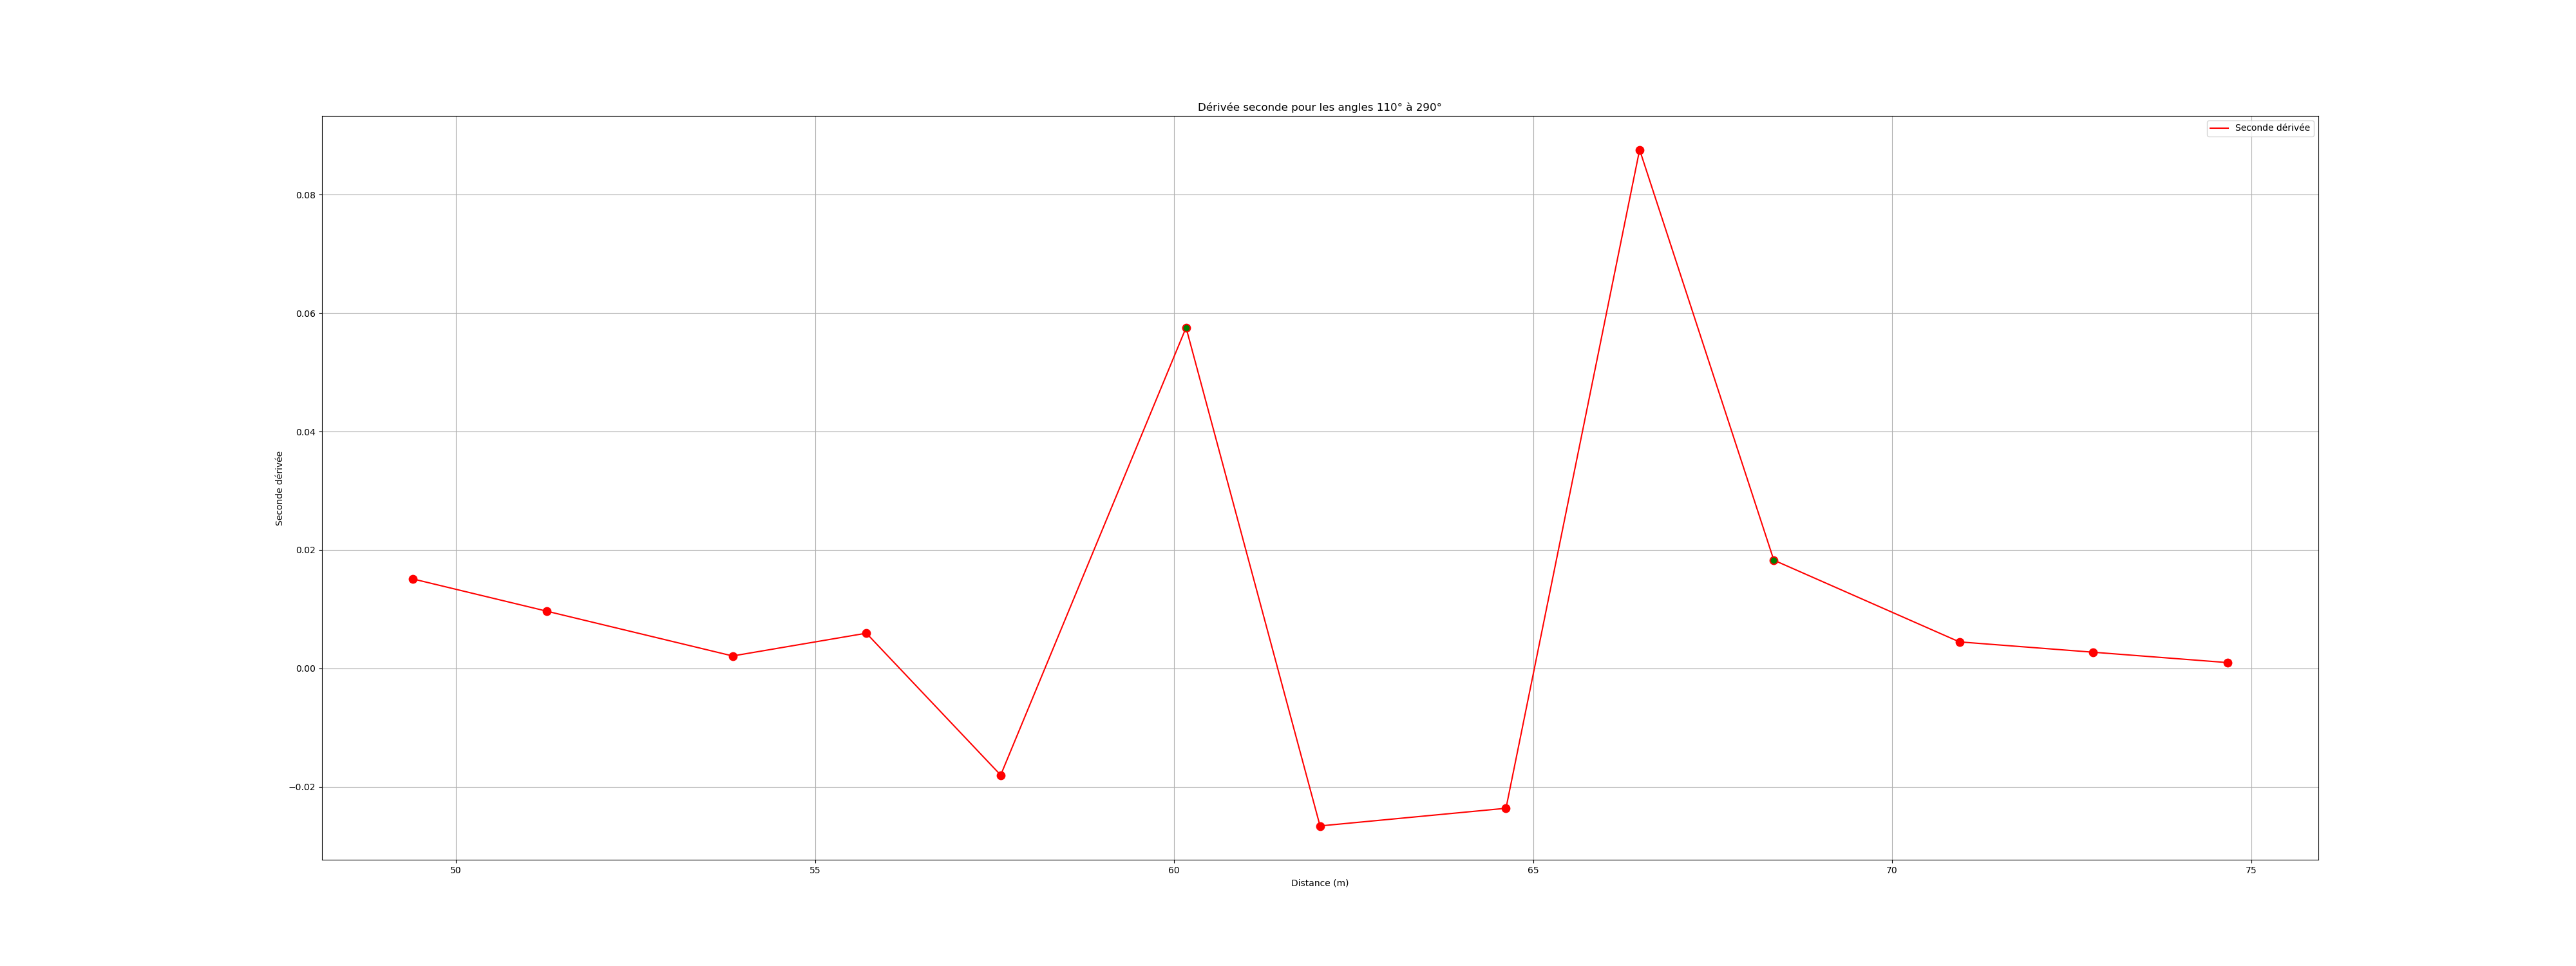 Dérivée seconde pour les angles 110° à 290°
Seconde dérivée
0.08
0.06
0.04
0.02
0.00
−0.02
Seconde dérivée
50 55 60 65 70 75
Distance (m)